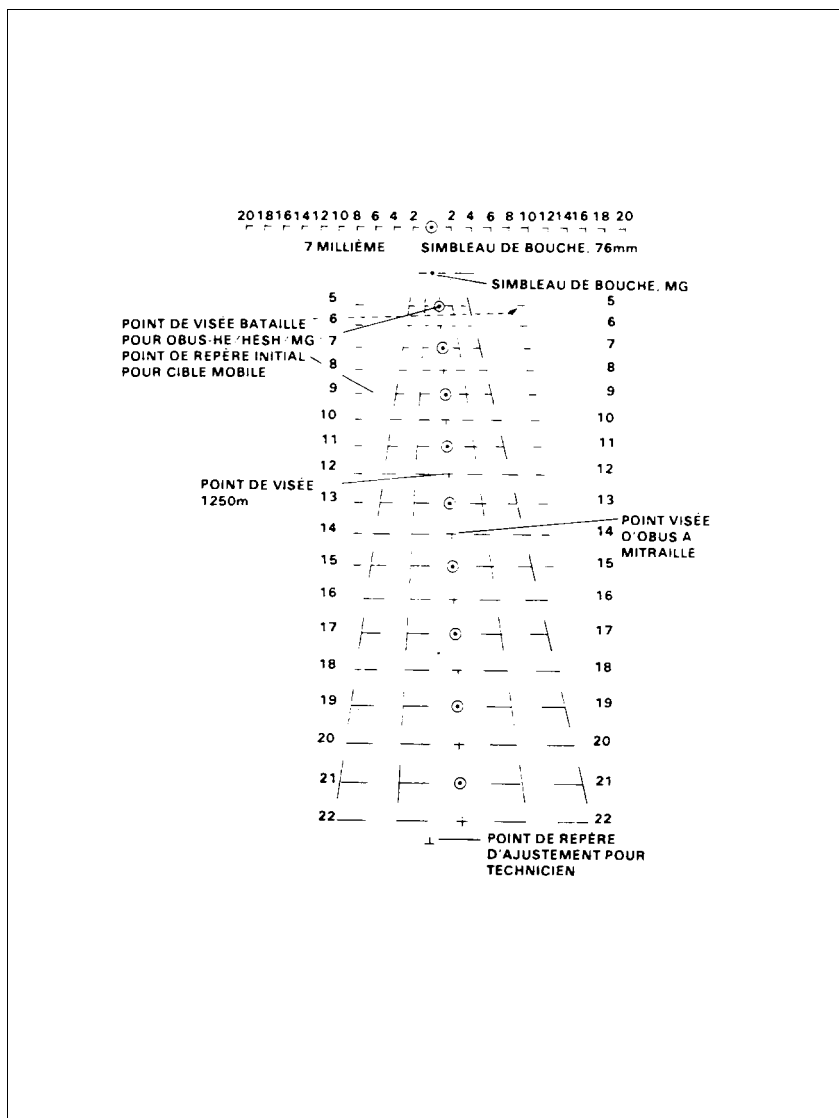 20 18 16 14 12 10 8 6 4 2 2 4 6 8 10 12 14 16 18 20
7 MILLIÈME SIMBLEAU DE BOUCHE. 76mm
SIMBLEAU DE BOUCHE. MG
5 5
6 6
POINT DE VISÉE BATAILLE
POUR OBUS-HE/HESH/MG 7 7
POINT DE REPÈRE INITIAL
8 8
POUR CIBLE MOBILE
9 9
10 10
11 11
12 12
POINT DE VISÉE
1250m
13 13
POINT VISÉE
14 14
D'OBUS A
MITRAILLE
15 15
16 16
17 17
18 18
19 19
20 20
21 21
22 22
POINT DE REPÈRE
D'AJUSTEMENT POUR
TECHNICIEN